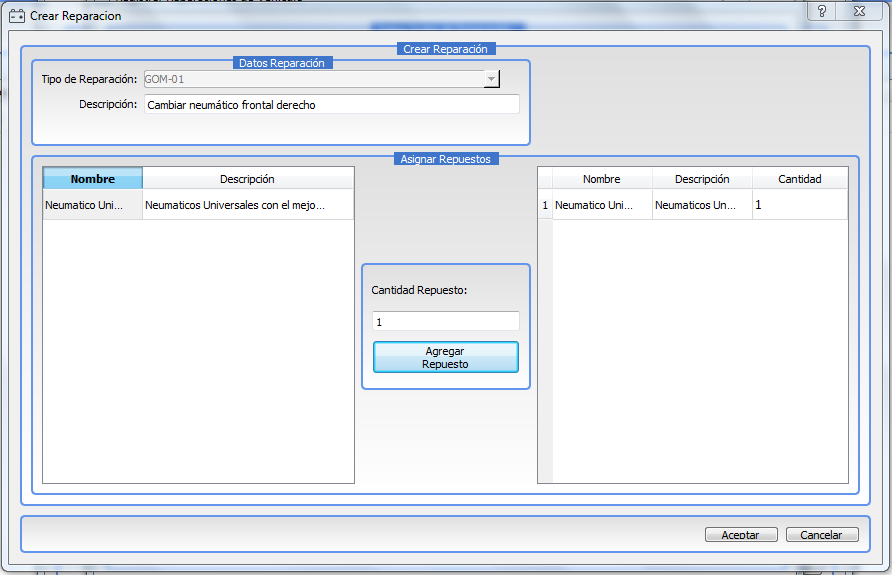 Crear Reparacion
Crear Reparación
Datos Reparación
Tipo de Reparación: GOM-01
Descripción: Cambiar neumático frontal derecho
Asignar Repuestos
Nombre Descripción
Neumatico Uni... Neumaticos Universales con el mejo...
Cantidad Repuesto:
1
Agregar
Repuesto
Nombre Descripción Cantidad
1 Neumatico Uni... Neumaticos Un... 1
Aceptar Cancelar